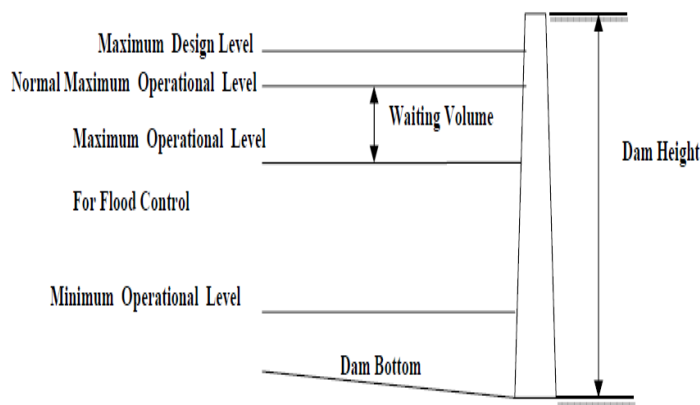 Maximum Design Level
Normal Maximum Operational Level
Waiting Volume
Maximum Operational Level
Dam Height
For Flood Control
Minimum Operational Level
Dam Bottom